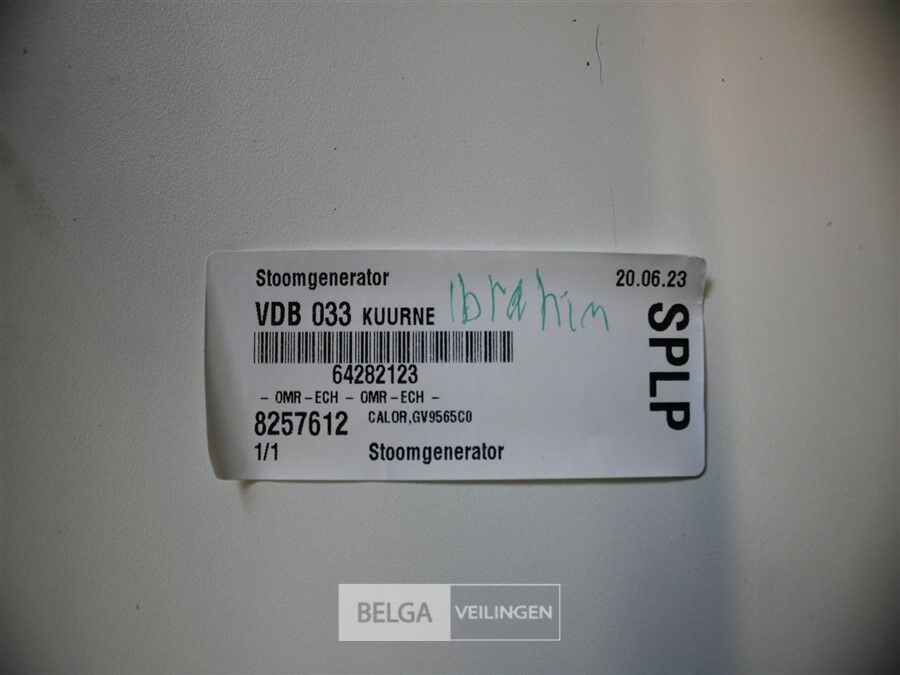 Stoomgenerator 20.06.23
VDB 033 KUURNE Ibrahim
64282123
- OMR-ECH - OMR-ECH -
8257612 CALOR,GV9565C0
1/1 Stoomgenerator
SPLP
BELGA VEILINGEN